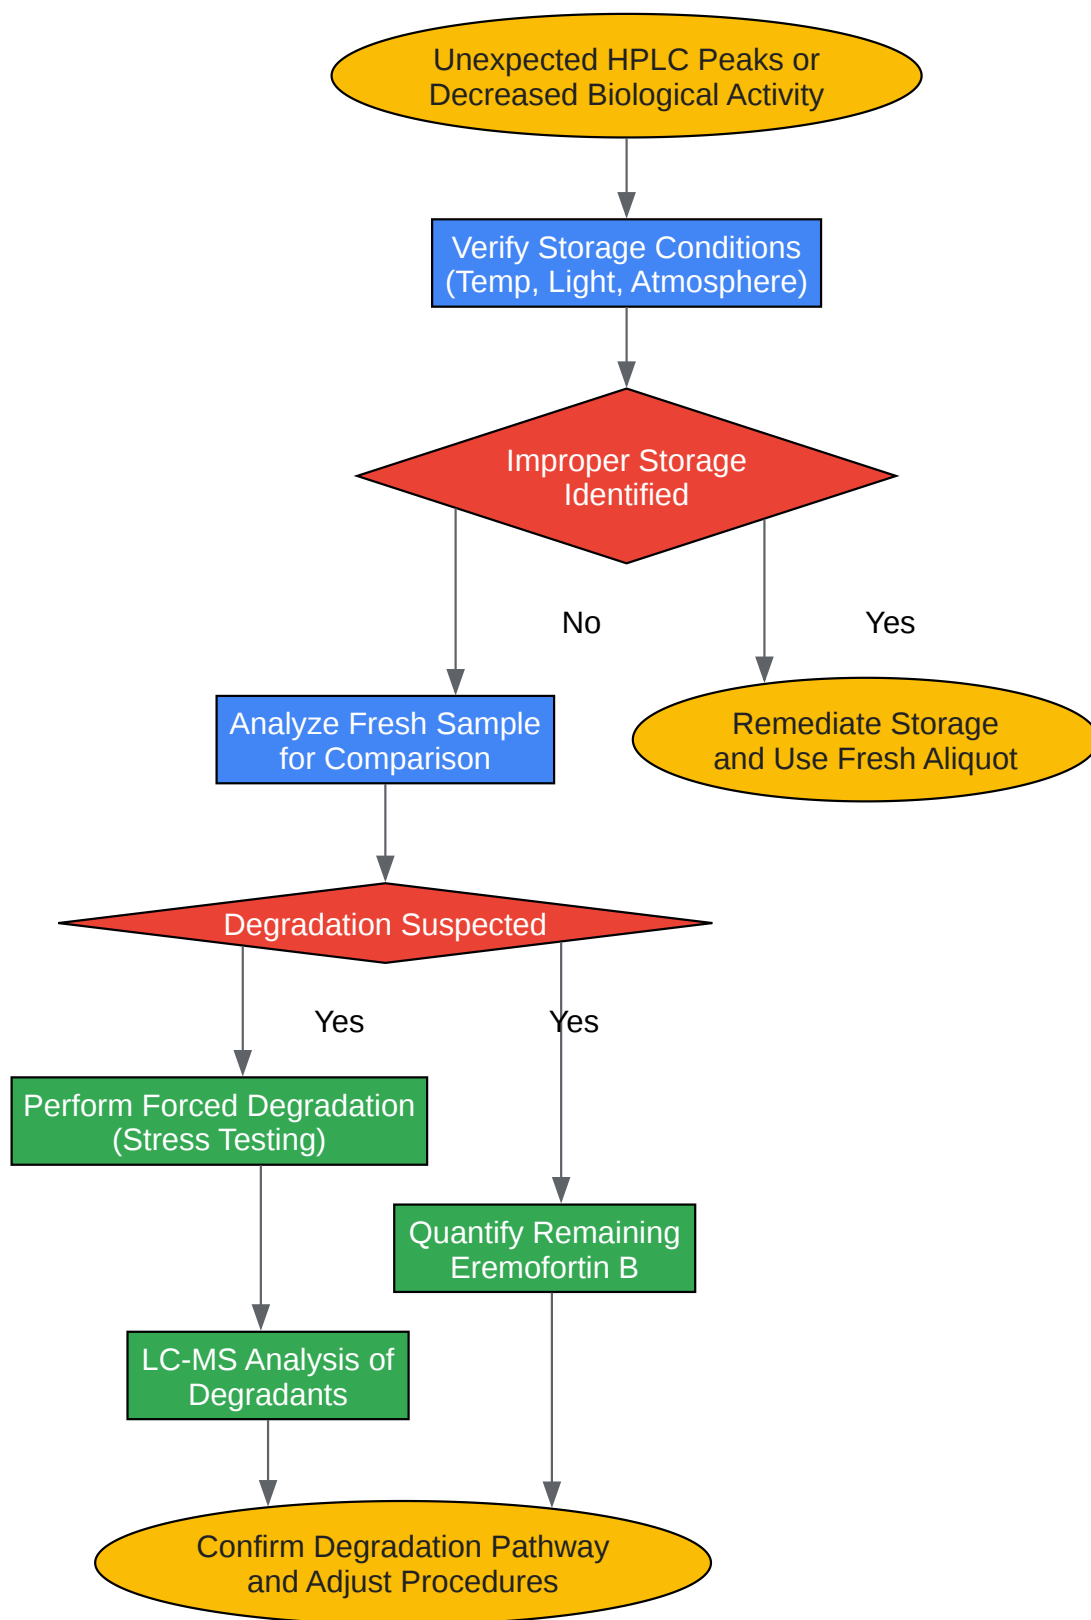 Unexpected HPLC Peaks or
Decreased Biological Activity
Verify Storage Conditions
(Temp, Light, Atmosphere)
Improper Storage
Identified
No
Yes
Analyze Fresh Sample
for Comparison
Remediate Storage
and Use Fresh Aliquot
Degradation Suspected
Yes
Yes
Perform Forced Degradation
(Stress Testing)
Quantify Remaining
Eremofortin B
LC-MS Analysis of
Degradants
Confirm Degradation Pathway
and Adjust Procedures